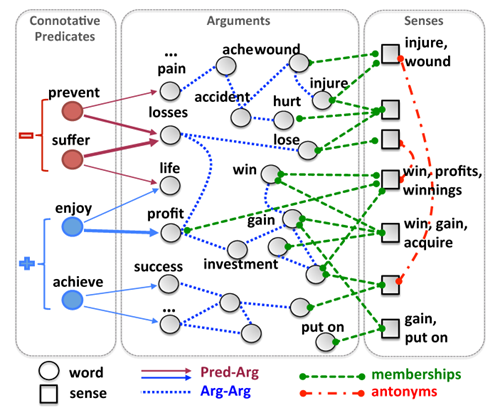 Connotative
Predicates
Arguments
Senses
prevent
suffer
enjoy
achieve
...
pain
losses
life
profit
success
...
ache
wound
accident
injure
hurt
lose
win
gain
investment
put on
injure,
wound
win, profits,
winnings
win, gain,
acquire
gain,
put on
word
sense
Pred-Arg
Arg-Arg
memberships
antonyms